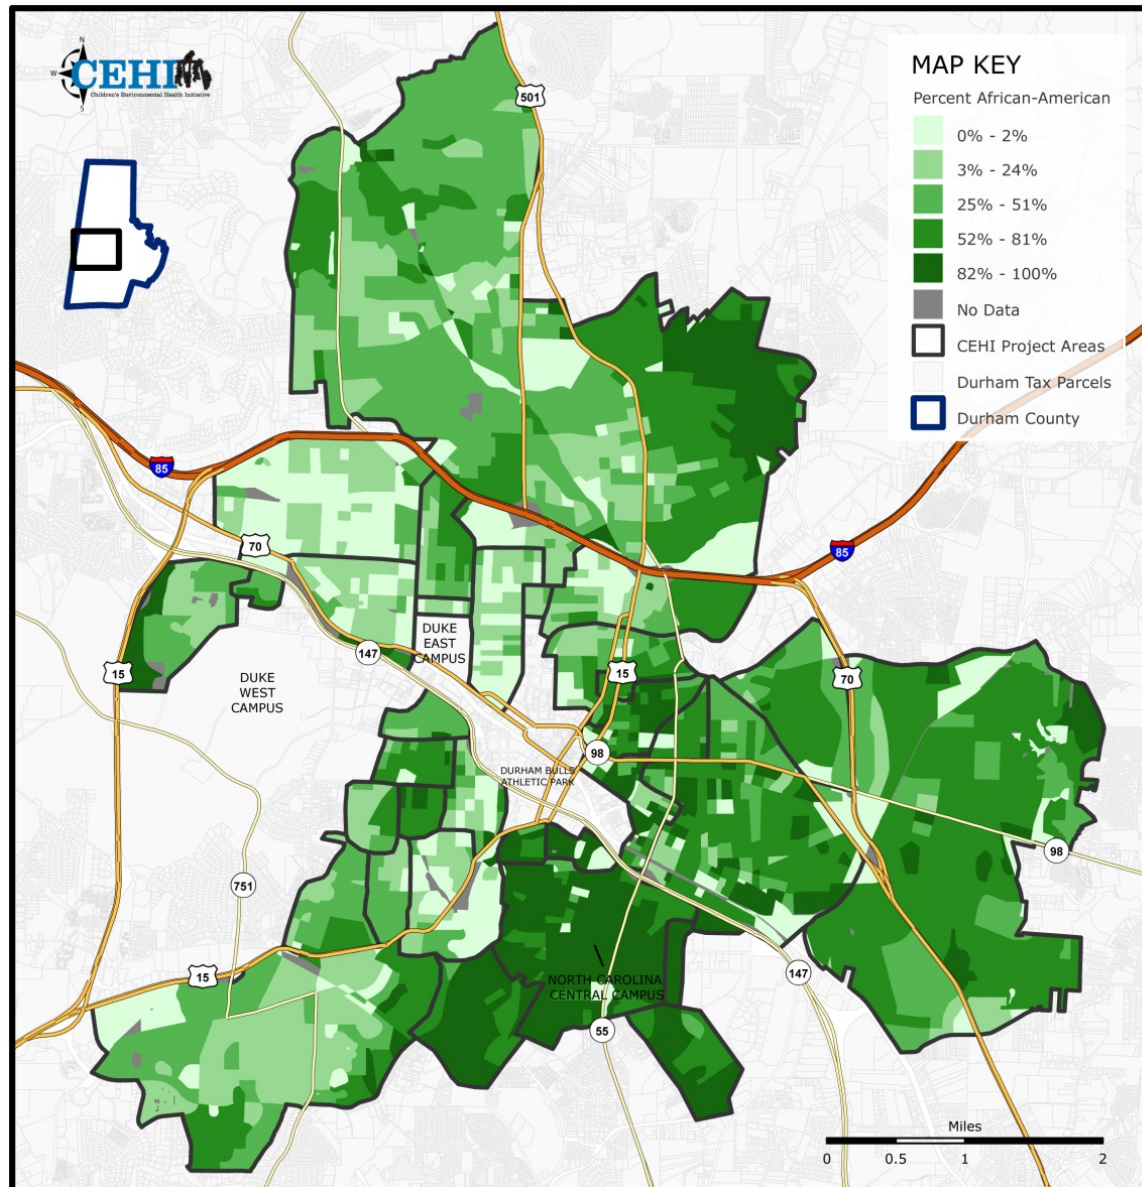 N
W
S
CEHI
Children's Environmental Health Initiative
MAP KEY
Percent African-American
0% - 2%
3% - 24%
25% - 51%
52% - 81%
82% - 100%
No Data
CEHI Project Areas
Durham Tax Parcels
Durham County
501
85
70
85
15
147
DUKE
EAST
CAMPUS
DUKE
WEST
CAMPUS
15
70
98
DURHAM BULLS
ATHLETIC PARK
98
751
15
147
NORTH CAROLINA
CENTRAL CAMPUS
55
Miles
0 0.5 1 2